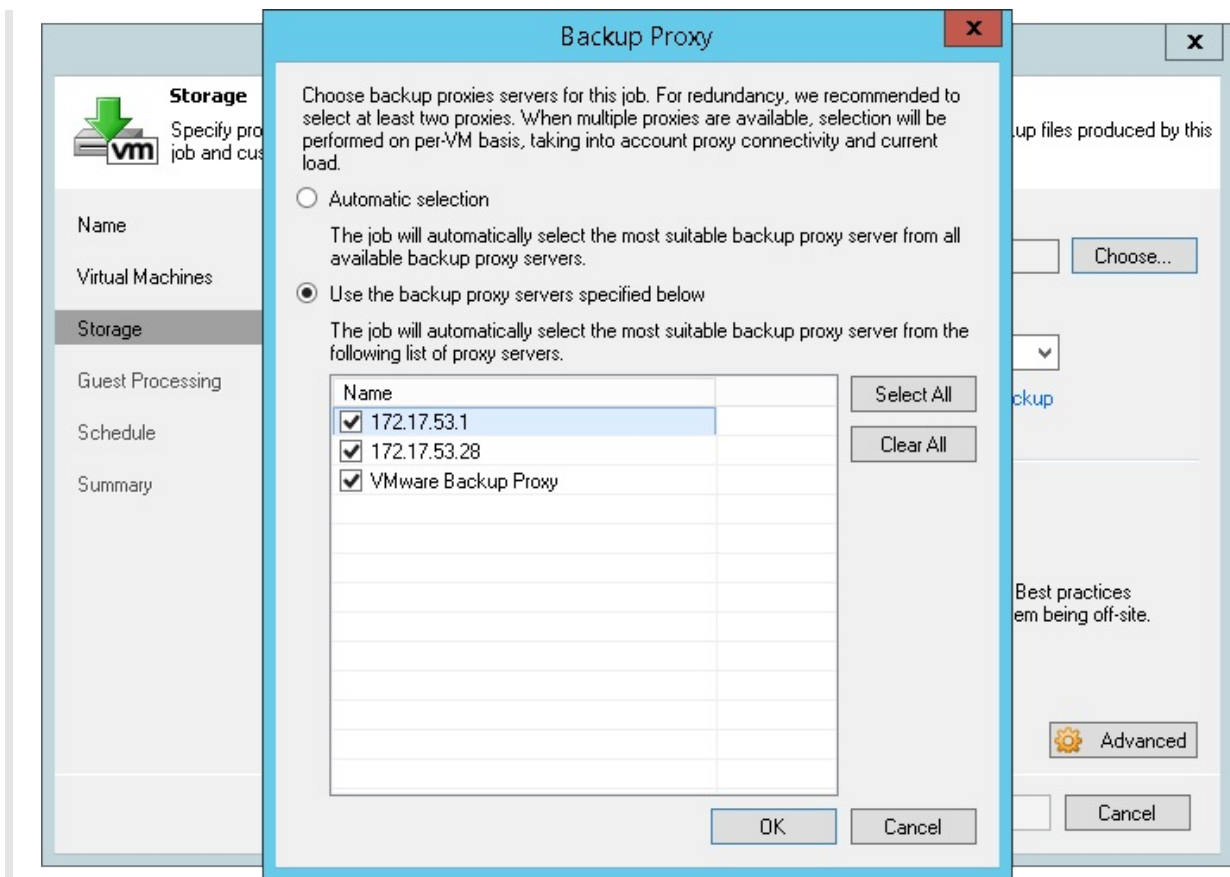 Backup Proxy
x
x
Storage
Specify pro
job and cus
vm
up files produced by this
Name
Virtual Machines
Storage
Guest Processing
Schedule
Summary
Choose backup proxies servers for this job. For redundancy, we recommended to
select at least two proxies. When multiple proxies are available, selection will be
performed on per-VM basis, taking into account proxy connectivity and current
load.
Automatic selection
The job will automatically select the most suitable backup proxy server from all
available backup proxy servers.
Use the backup proxy servers specified below
The job will automatically select the most suitable backup proxy server from the
following list of proxy servers.
Name
172.17.53.1
172.17.53.28
VMware Backup Proxy
Select All
Clear All
OK
Cancel
Choose...
ckup
Best practices
em being off-site.
Advanced
Cancel